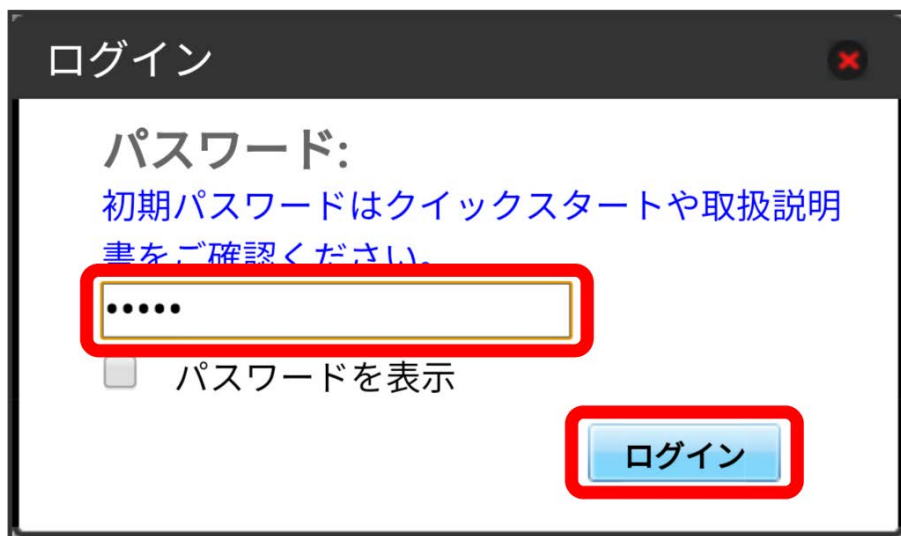 ログイン
パスワード:
初期パスワードはクイックスタートや取扱説明
書をご確認ください。
•••••
パスワードを表示
ログイン